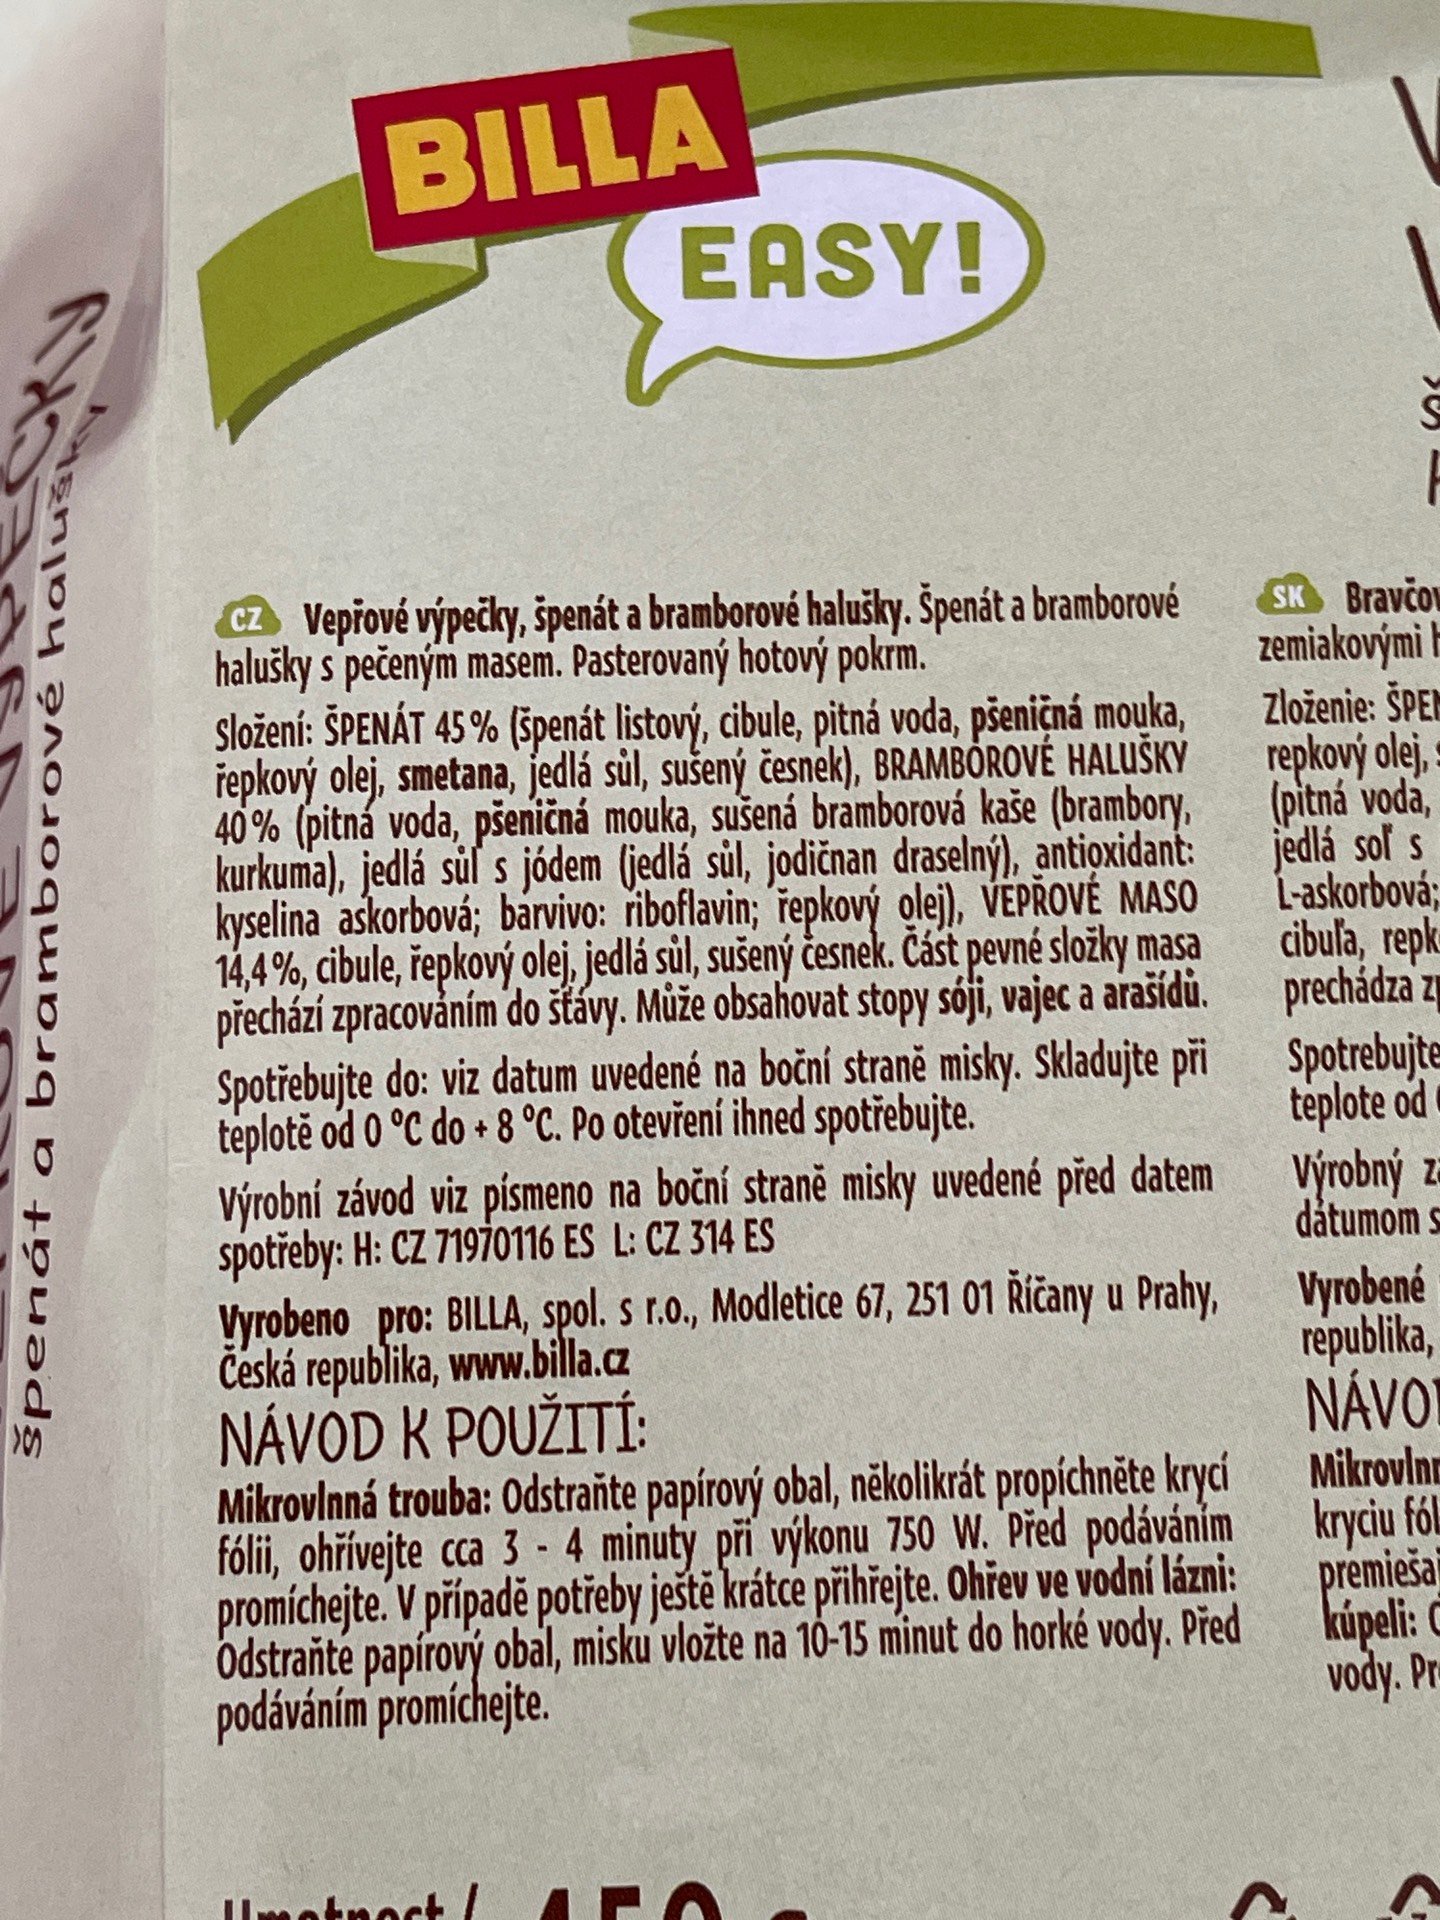 BILLA
EASY!
špenát a bramborové halušky
CZ Vepřové výpečky, špenát a bramborové halušky. Špenát a bramborové
halušky s pečeným masem. Pasterovaný hotový pokrm.
Složení: ŠPENÁT 45 % (špenát listový, cibule, pitná voda, pšeničná mouka,
řepkový olej, smetana, jedlá sůl, sušený česnek), BRAMBOROVÉ HALUŠKY
40 % (pitná voda, pšeničná mouka, sušená bramborová kaše (brambory,
kurkuma), jedlá sůl s jódem (jedlá sůl, jodičnan draselný), antioxidant:
kyselina askorbová; barvivo: riboflavin; řepkový olej), VEPŘOVÉ MASO
14,4 %, cibule, řepkový olej, jedlá sůl, sušený česnek. Část pevné složky masa
přechází zpracováním do šťávy. Může obsahovat stopy sóji, vajec a arašídů.
Spotřebujte do: viz datum uvedené na boční straně misky. Skladujte při
teplotě od 0 °C do + 8 °C. Po otevření ihned spotřebujte.
Výrobní závod viz písmeno na boční straně misky uvedené před datem
spotřeby: H: CZ 71970116 ES L: CZ 314 ES
Vyrobeno pro: BILLA, spol. s r.o., Modletice 67, 251 01 Říčany u Prahy,
Česká republika, www.billa.cz
NÁVOD K POUŽITÍ:
Mikrovlnná trouba: Odstraňte papírový obal, několikrát propíchněte krycí
fólii, ohřívejte cca 3 - 4 minuty při výkonu 750 W. Před podáváním
promíchejte. V případě potřeby ještě krátce přihřejte. Ohřev ve vodní lázni:
Odstraňte papírový obal, misku vložte na 10-15 minut do horké vody. Před
podáváním promíchejte.
SK
zemiakovými
Zloženie:
repkový olej,
(pitná voda,
jedlá soľ s
L-askorbová;
cibuľa,
prechádza
Spotrebujte
teplote od
Výrobný
dátumom
Vyrobené
republika,
kryciu
kúpeli:
vody.